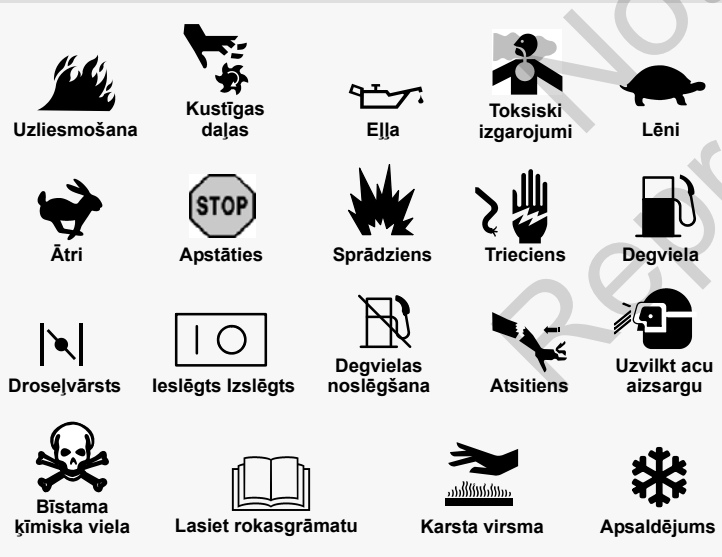 Uzliesmošana
Kustīgas
daļas
Eļļa
Toksiski
izgarojumi
Lēni
Ātri
STOP
Apstāties
Sprādziens
Trieciens
Degviela
Droseļvārsts
Ieslēgts Izslēgts
Degvielas
noslēgšana
Atsitiens
Uzvilkt acu
aizsargu
Bīstama
ķīmiska viela
Lasiet rokasgrāmatu
Karsta virsma
Apsaldējums